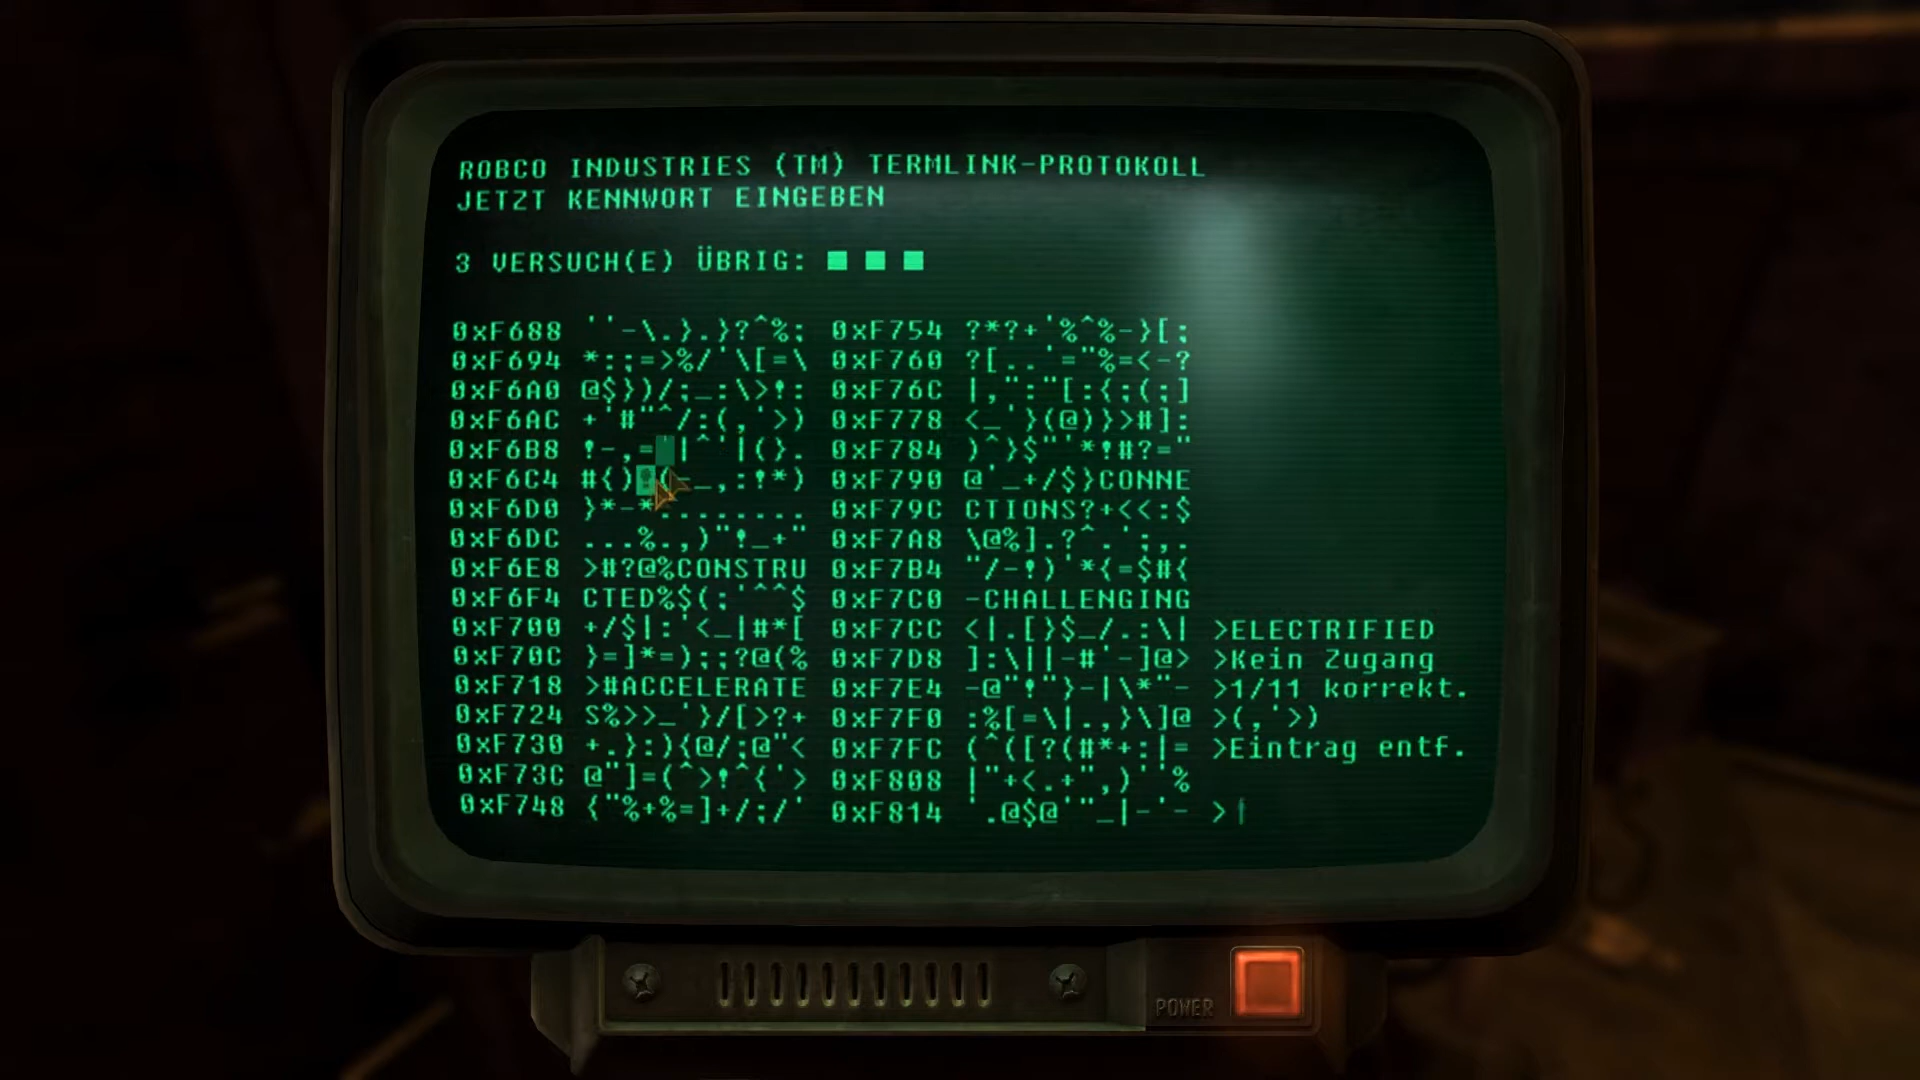 ROBCO INDUSTRIES (TM) TERMLINK-PROTOKOLL
JETZT KENNWORT EINGEBEN
3 VERSUCH(E) ÜBRIG: ■ ■ ■
0xF688 ''-\.}.}?^%; 0xF754 ?*?+'%^%-}[;
0xF694 *:;=>%/'\[=\ 0xF760 ?[..'="%=<-?
0xF6A0 @$})/;_:\>!: 0xF76C |,":"[:{;(;]
0xF6AC +'#"^/:(,'>) 0xF778 <_'}(@)}>#]:
0xF6B8 !-,='|^'|(}. 0xF784 )^}$"'*!#?="
0xF6C4 #{) _,:!*) 0xF790 @'_+/$}CONNE
0xF6D0 }*-*........ 0xF79C CTIONS?+<<:$
0xF6DC ...%.,)"!_+" 0xF7A8 \@%].?^.';,.
0xF6E8 >#?@%CONSTRU 0xF7B4 "/-!)'*{=$#{
0xF6F4 CTED%$(;'^^$ 0xF7C0 -CHALLENGING
0xF700 +/$|:'<_|#*[ 0xF7CC <|.[}$_/.:\| >ELECTRIFIED
0xF70C }=]*=);;?@(% 0xF7D8 ]:\||-#'-]@> >Kein Zugang
0xF718 >#ACCELERATE 0xF7E4 -@"!"}-|\*"- >1/11 korrekt.
0xF724 S%>>_'}/[>?+ 0xF7F0 :%[=\|.,}\]@ >(,'>)
0xF730 +.}:){@/;@"< 0xF7FC (^([?(#*+:|= >Eintrag entf.
0xF73C @"]=(^>!^{'> 0xF808 |"+<.+",)''%
0xF748 {"%+%=]+/;/' 0xF814 '.@$@'"_|-'- >
POWER